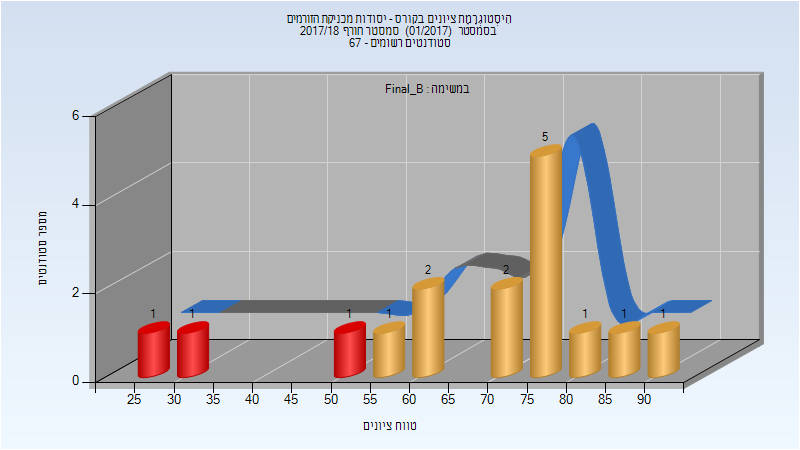 היסטוגרמת ציונים בקורס - יסודות מכניקת הזורמים
בסמסטר (01/2017) סמסטר חורף 2017/18
סטודנטים רשומים - 67
במשימה : Final_B
מספר סטודנטים
6
4
2
0
1
1
1
1
2
2
5
1
1
1
25 30 35 40 45 50 55 60 65 70 75 80 85 90
טווח ציונים